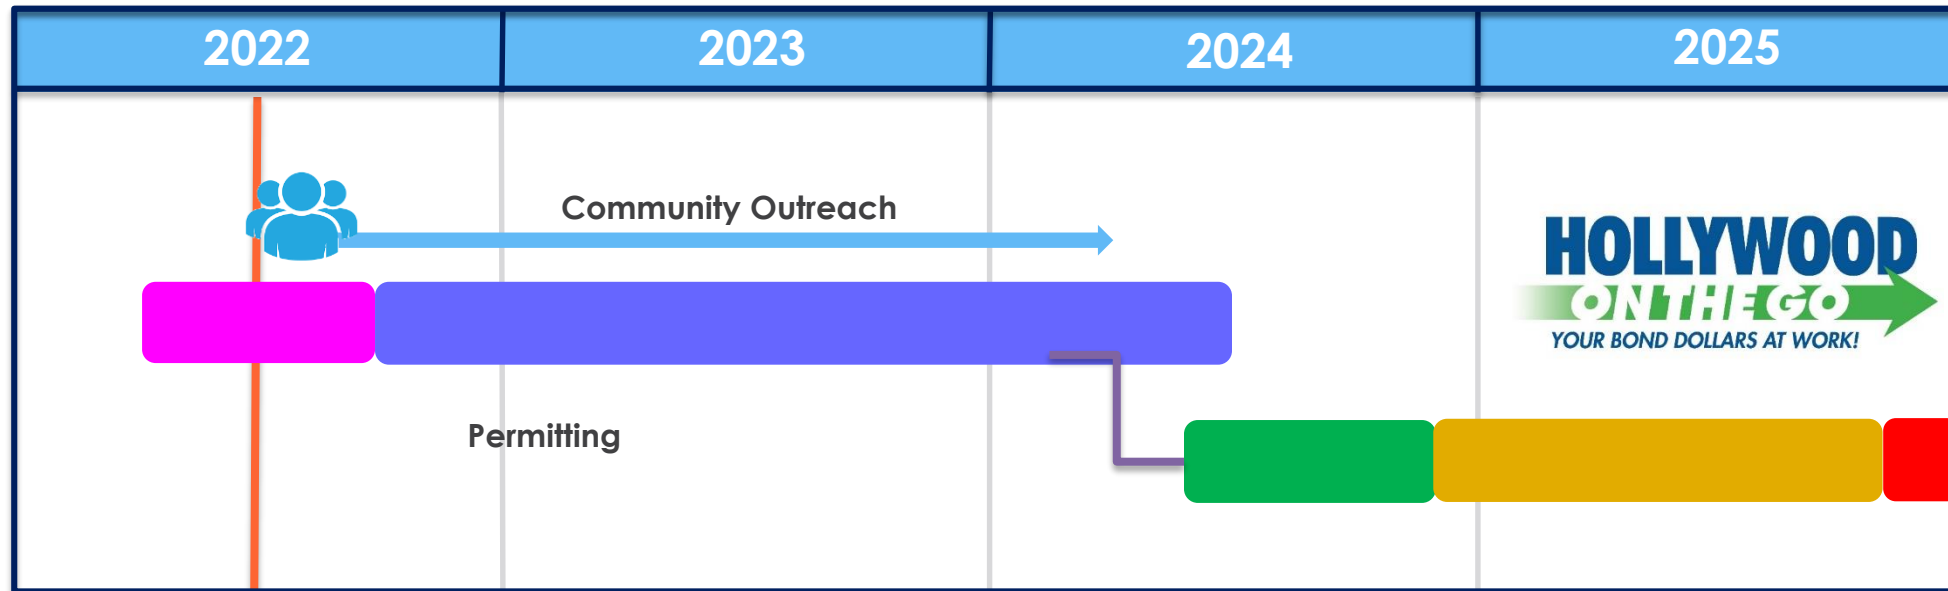 2022
2023
2024
2025
Community Outreach
HOLLYWOOD
ON THE GO
YOUR BOND DOLLARS AT WORK!
Permitting